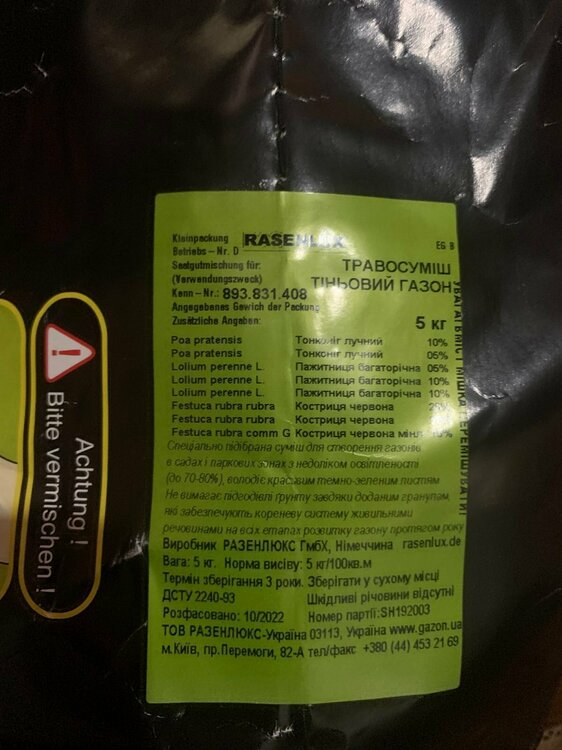 Kleinpackung RASENLUX EG B
Betriebs-Nr. D
Saatgutmischung für: ТРАВОСУМІШ
(Verwendungszweck) ТІНЬОВИЙ ГАЗОН
Kenn-Nr.: 893.831.408
Angegebenes Gewich der Packung
Zusätzliche Angaben: 5 кг
Poa pratensis Тонконіг лучний 10%
Poa pratensis Тонконіг лучний 05%
Lolium perenne L. Пажитниця багаторічна 05%
Lolium perenne L. Пажитниця багаторічна 10%
Lolium perenne L. Пажитниця багаторічна 10%
Festuca rubra rubra Костриця червона
Festuca rubra rubra Костриця червона
Festuca rubra comm G Костриця червона
Спеціально підібрана суміш для створення газонів
в садах і паркових зонах з недоліком освітленості
(до 70-80%), володіє красивим темно-зеленим листям
Не вимагає підгодівлі ґрунту завдяки доданим гранулам,
які забезпечують кореневу систему живильними
речовинами на всіх етапах розвитку газону протягом року
Виробник РАЗЕНЛЮКС ГмбХ, Німеччина rasenlux.de
Вага: 5 кг. Норма висіву: 5 кг/100кв.м
Термін зберігання 3 роки. Зберігати у сухому місці
ДСТУ 2240-93 Шкідливі річовини відсутні
Розфасовано: 10/2022 Номер партії:SH192003
ТОВ РАЗЕНЛЮКС-Україна 03113, Україна www.gazon.ua
м.Київ, пр.Перемоги, 82-А тел/факс +380 (44) 453 21 69
УВАГА! ВМІСТ МІШКА ПЕРЕМІШУВАТИ!
Achtung !
Bitte vermischen !